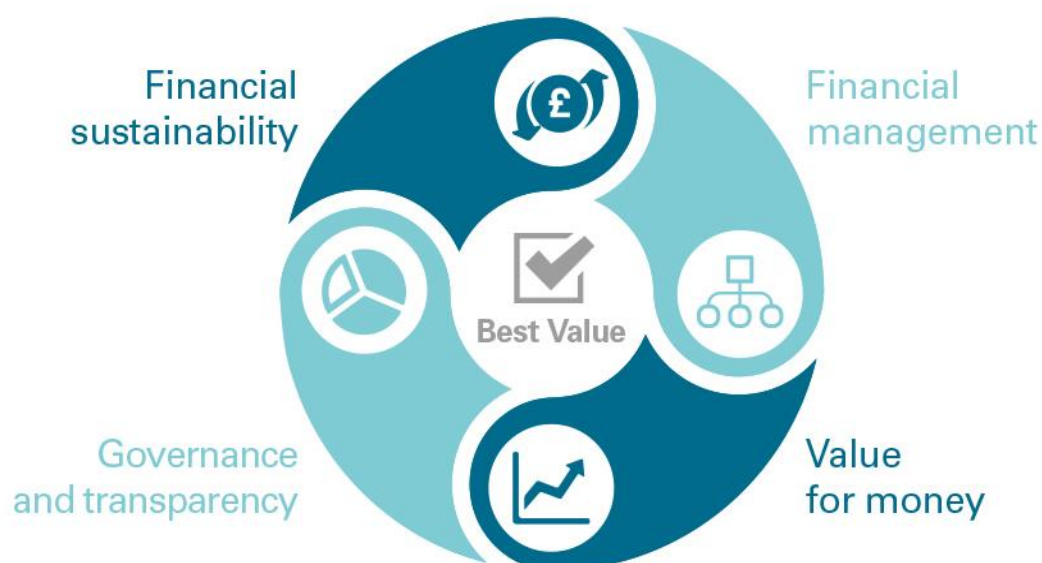 Financial
sustainability
Financial
management
£
Best Value
Governance
and transparency
Value
for money